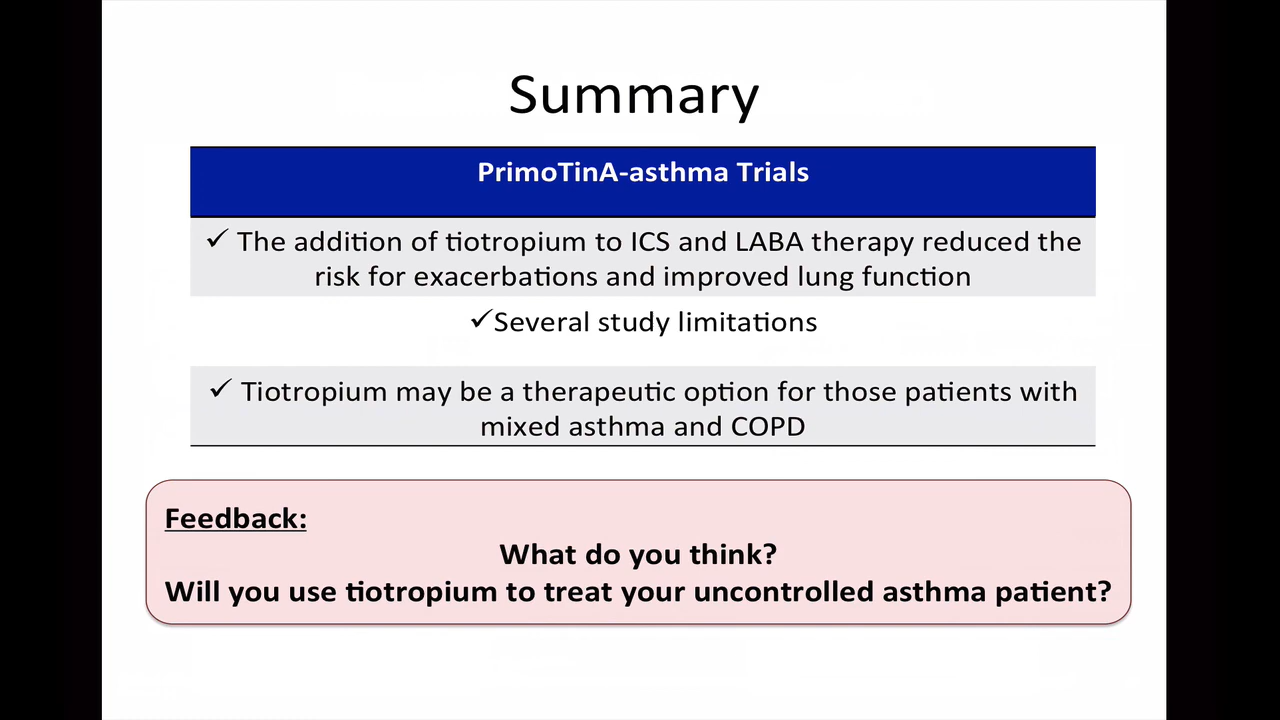 Summary
PrimoTinA-asthma Trials
✓ The addition of tiotropium to ICS and LABA therapy reduced the
risk for exacerbations and improved lung function
✓Several study limitations
✓ Tiotropium may be a therapeutic option for those patients with
mixed asthma and COPD
Feedback:
What do you think?
Will you use tiotropium to treat your uncontrolled asthma patient?